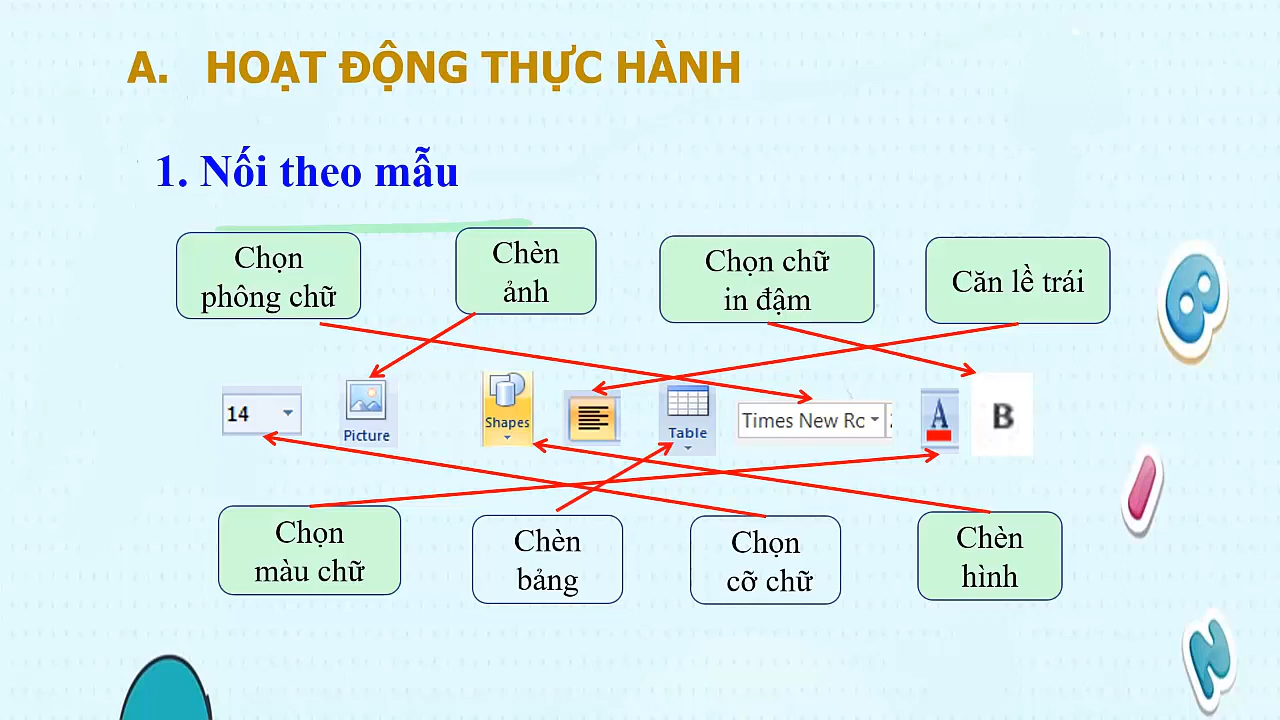 A. HOẠT ĐỘNG THỰC HÀNH
1. Nối theo mẫu
Chọn
phông chữ
Chèn
ảnh
Chọn chữ
in đậm
Căn lề trái
14
Picture
Shapes
Table
Times New Ro
A
B
Chọn
màu chữ
Chèn
bảng
Chọn
cỡ chữ
Chèn
hình